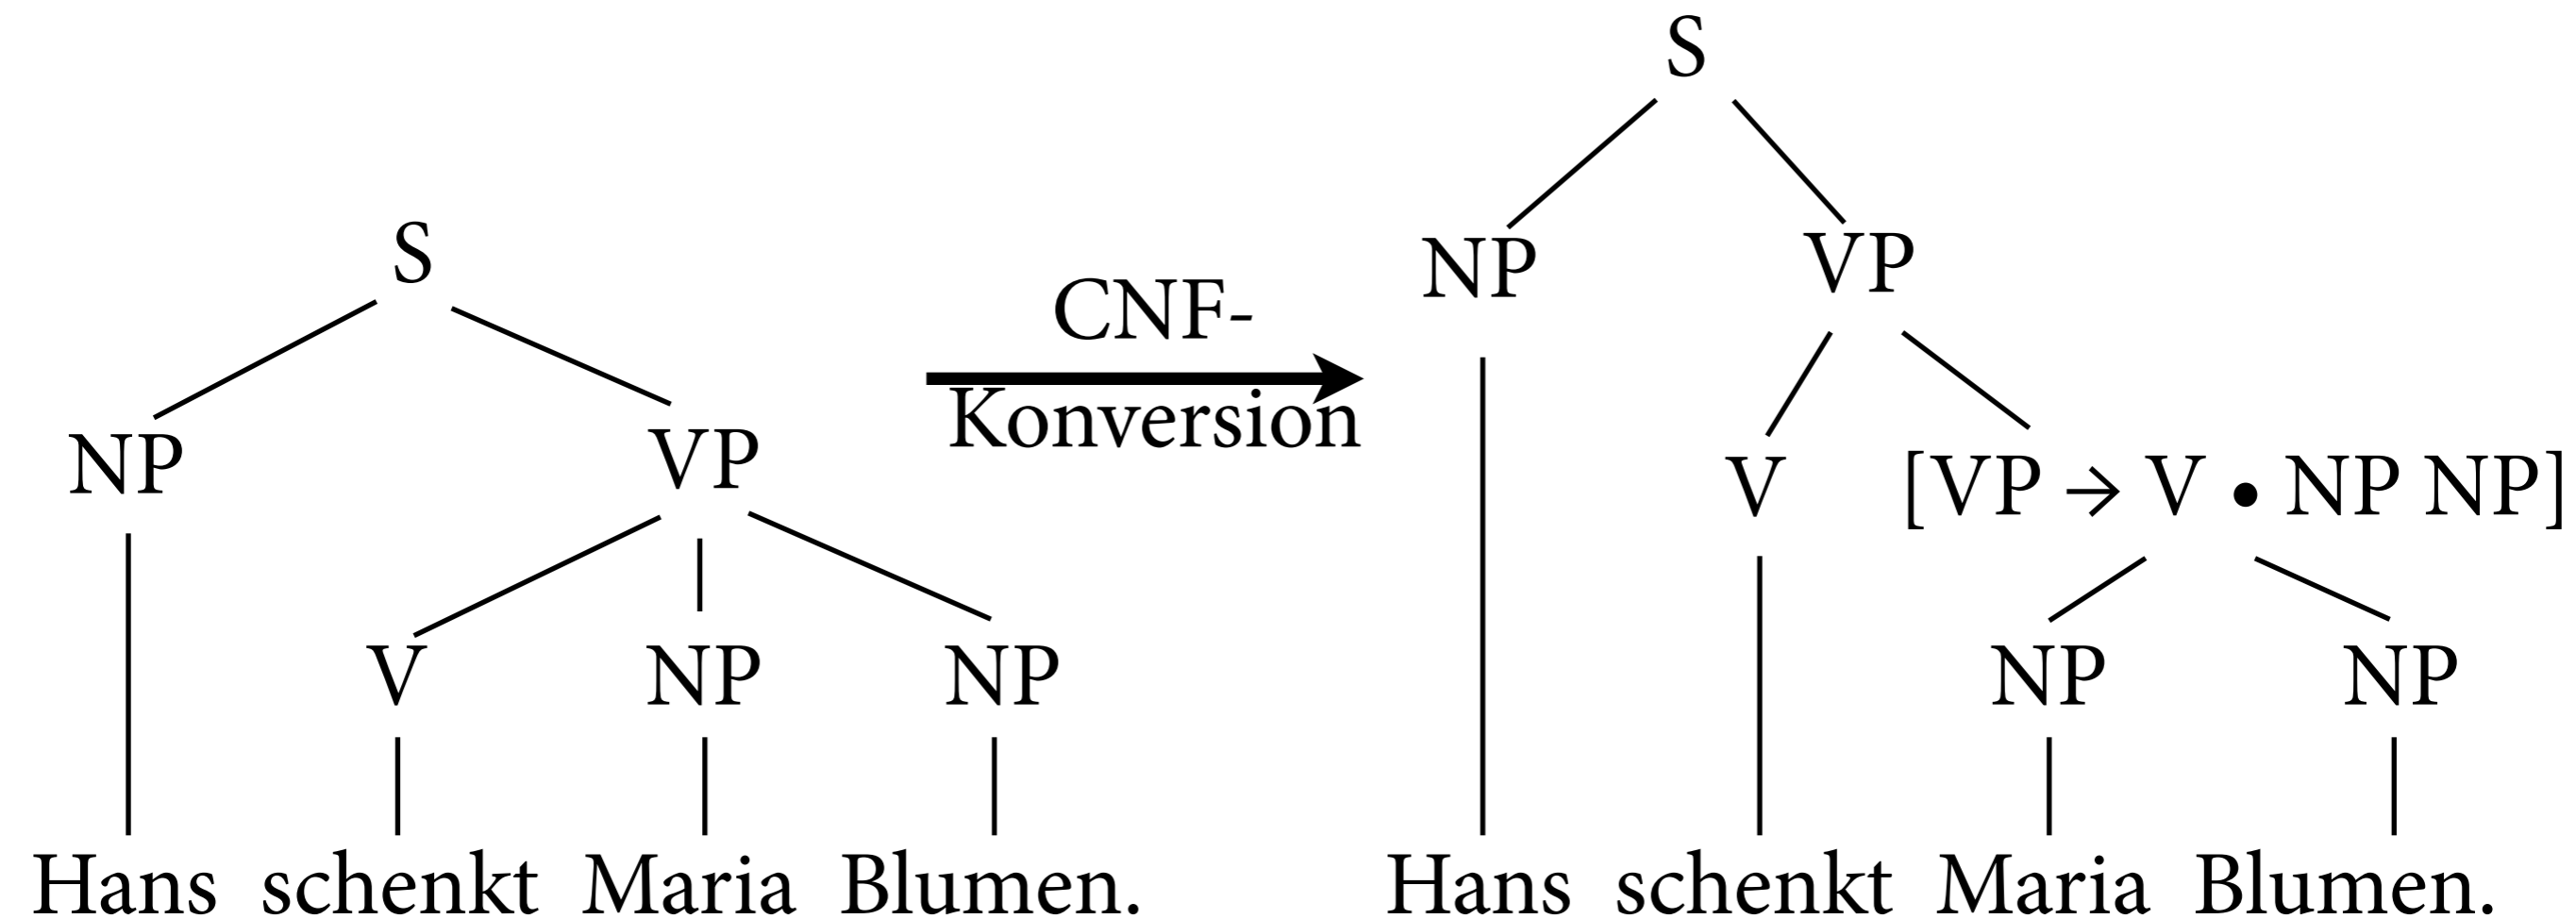 S
NP VP
V NP NP
Hans schenkt Maria Blumen.
CNF-
Konversion
S
NP VP
V [VP → V • NP NP]
NP NP
Hans schenkt Maria Blumen.